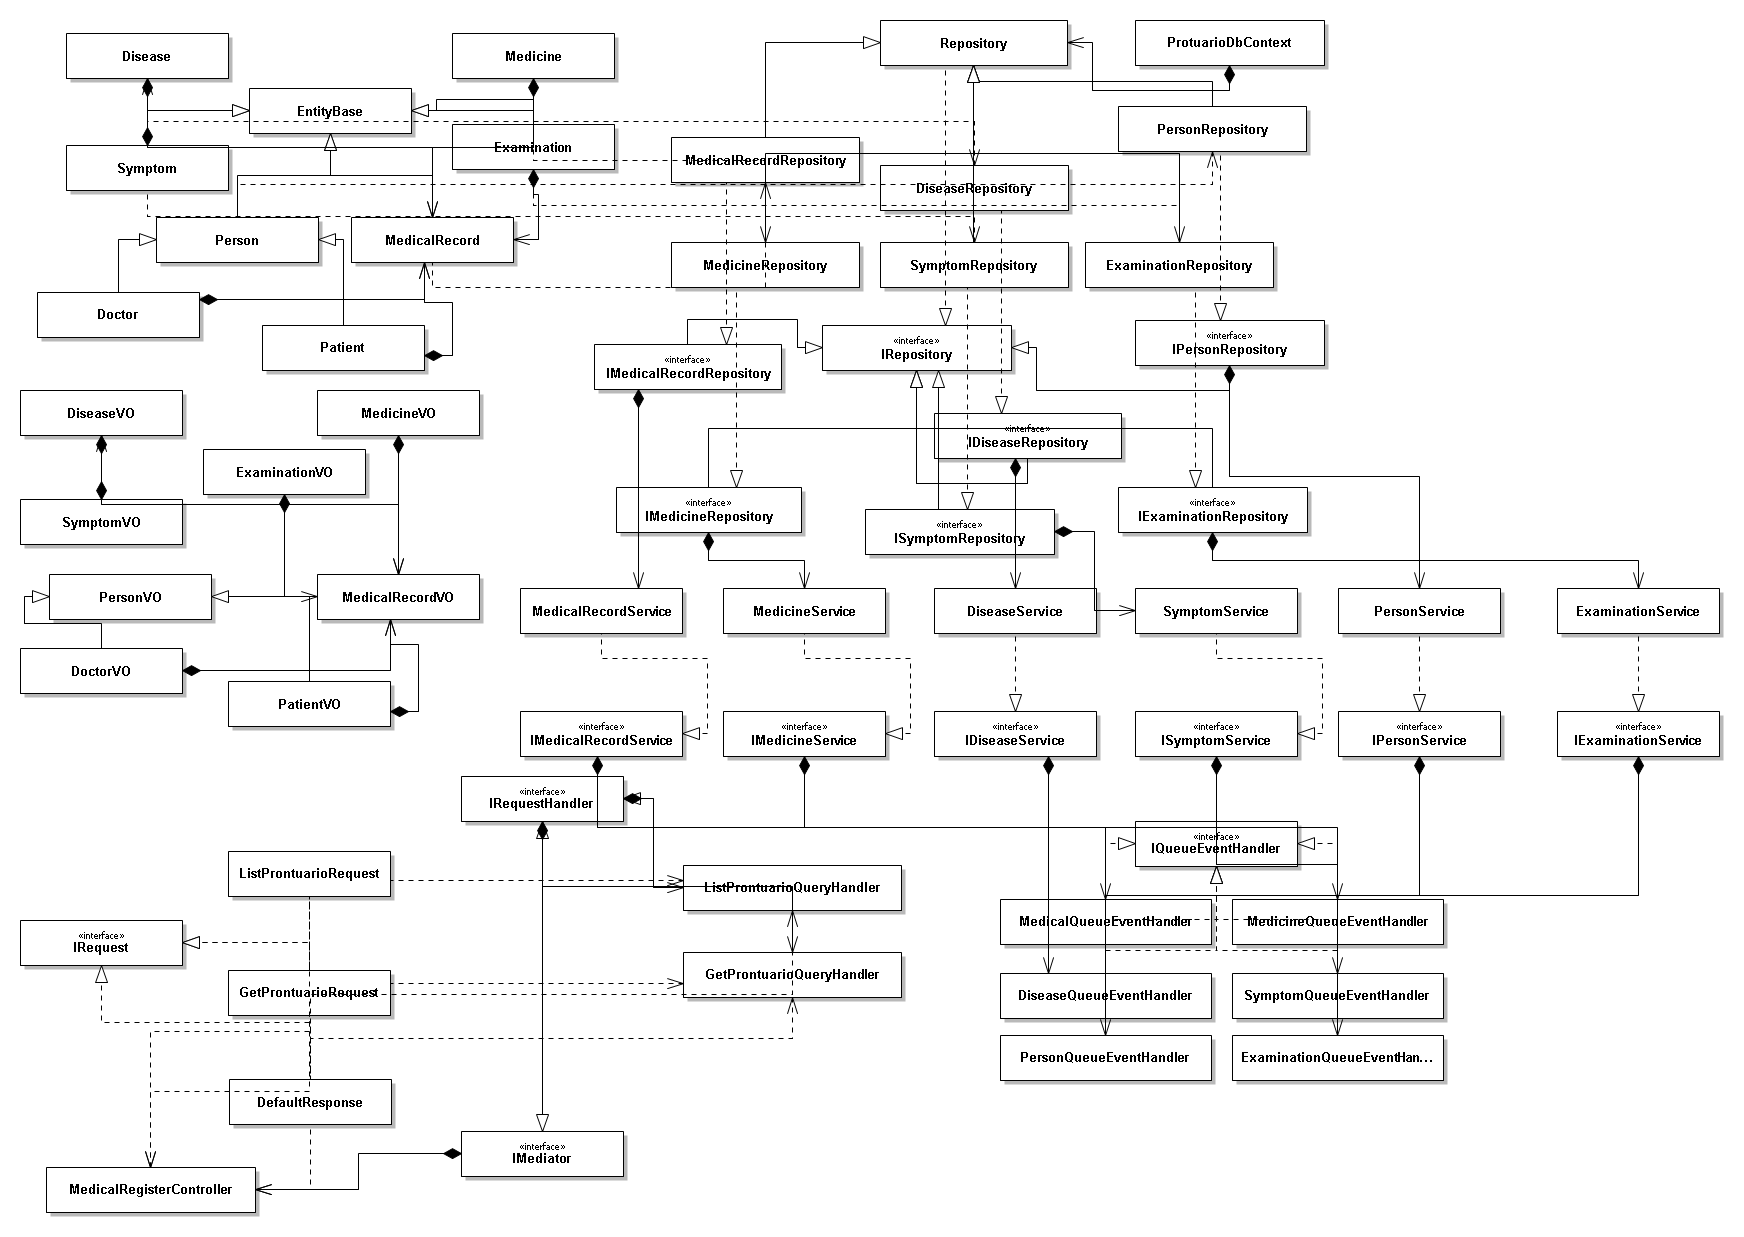 Disease
Medicine
Repository
ProtuarioDbContext
EntityBase
PersonRepository
Symptom
Examination
MedicalRecordRepository
DiseaseRepository
Person
MedicalRecord
MedicineRepository
SymptomRepository
ExaminationRepository
Doctor
Patient
«interface»
IMedicalRecordRepository
«interface»
IRepository
«interface»
IPersonRepository
DiseaseVO
MedicineVO
«interface»
IDiseaseRepository
ExaminationVO
SymptomVO
«interface»
IMedicineRepository
«interface»
ISymptomRepository
«interface»
IExaminationRepository
PersonVO
MedicalRecordVO
MedicalRecordService
MedicineService
DiseaseService
SymptomService
PersonService
ExaminationService
DoctorVO
PatientVO
«interface»
IMedicalRecordService
«interface»
IMedicineService
«interface»
IDiseaseService
«interface»
ISymptomService
«interface»
IPersonService
«interface»
IExaminationService
«interface»
IRequestHandler
«interface»
IQueueEventHandler
ListProntuarioRequest
ListProntuarioQueryHandler
«interface»
IRequest
MedicalQueueEventHandler
MedicineQueueEventHandler
GetProntuarioRequest
GetProntuarioQueryHandler
DiseaseQueueEventHandler
SymptomQueueEventHandler
PersonQueueEventHandler
ExaminationQueueEventHan...
DefaultResponse
«interface»
IMediator
MedicalRegisterController